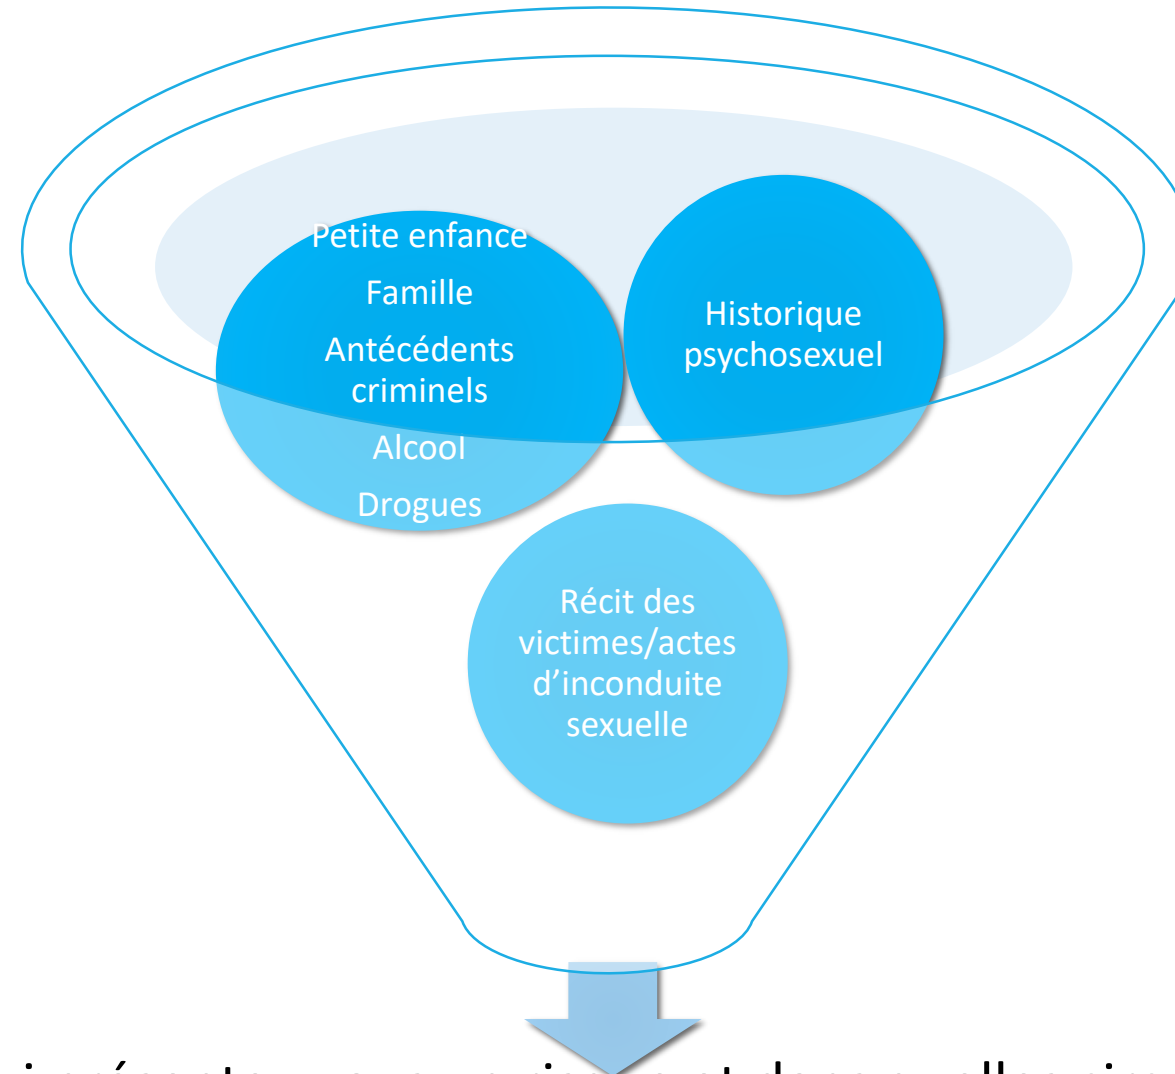 Petite enfance
Famille
Antécédents
criminels
Alcool
Drogues
Historique
psychosexuel
Récit des
victimes/actes
d’inconduite
sexuelle